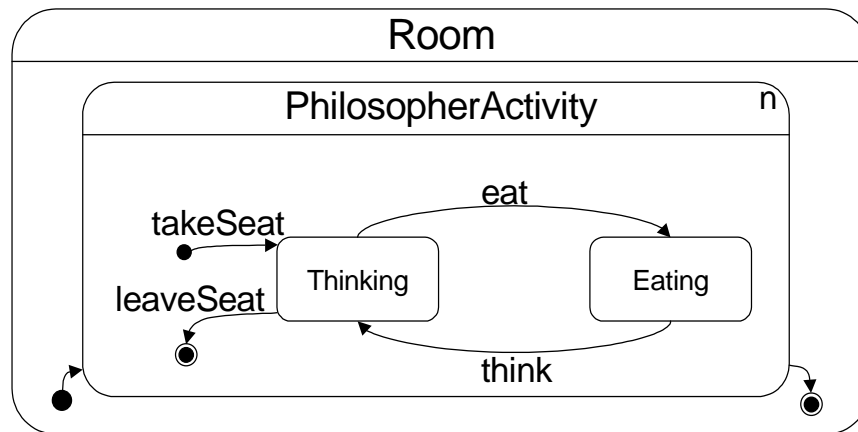 Room
PhilosopherActivity
n
eat
takeSeat
Thinking
Eating
leaveSeat
think